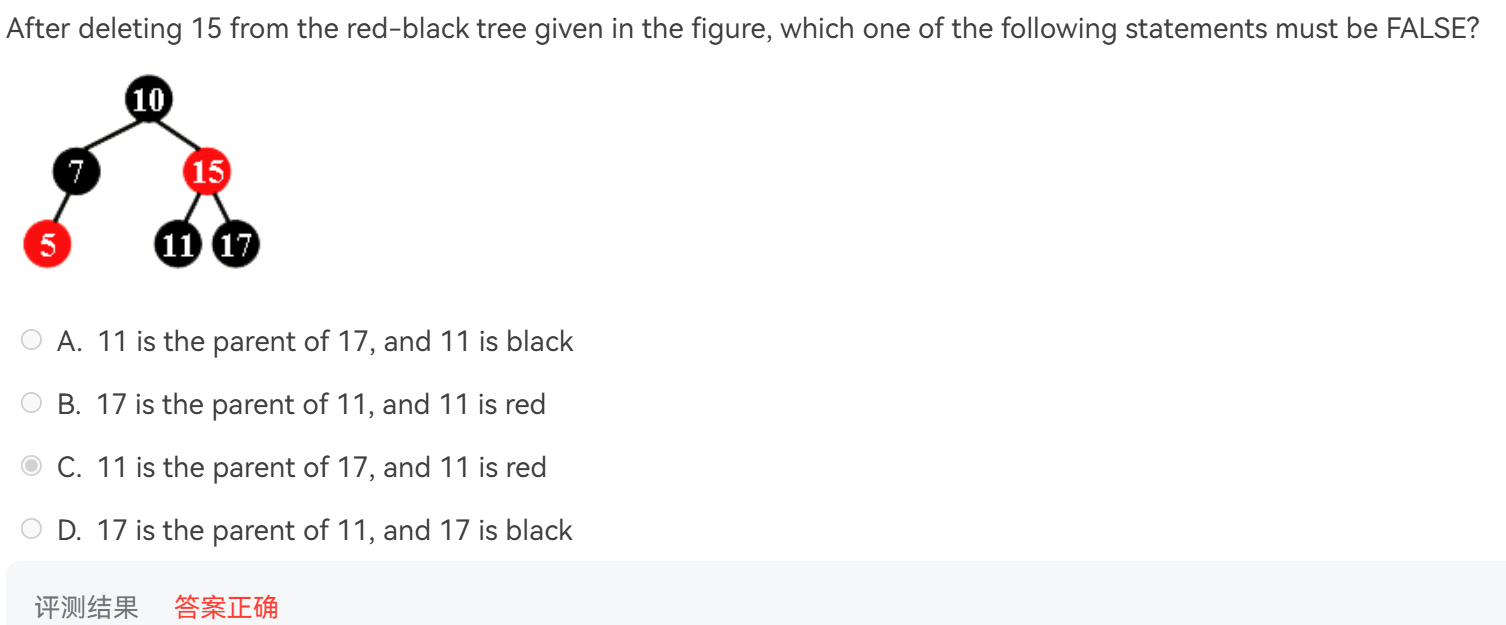 After deleting 15 from the red-black tree given in the figure, which one of the following statements must be FALSE?
10
7
15
5
11
17
A. 11 is the parent of 17, and 11 is black
B. 17 is the parent of 11, and 11 is red
C. 11 is the parent of 17, and 11 is red
D. 17 is the parent of 11, and 17 is black
评测结果 答案正确